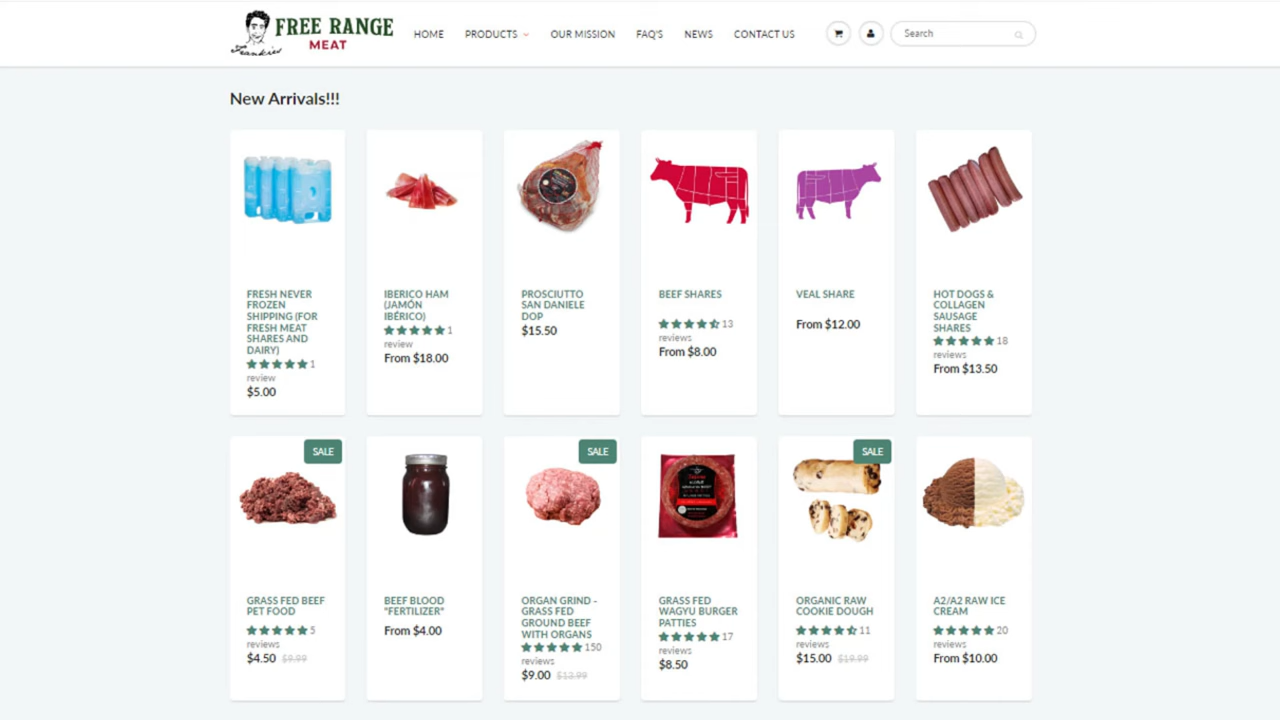 FREE RANGE
MEAT
Frankies
HOME
PRODUCTS
OUR MISSION
FAQ'S
NEWS
CONTACT US
Search
New Arrivals!!!
FRESH NEVER
FROZEN
SHIPPING (FOR
FRESH MEAT
SHARES AND
DAIRY)
1
review
$5.00
IBERICO HAM
(JAMÓN
IBÉRICO)
1
review
From $18.00
PROSCIUTTO
SAN DANIELE
DOP
$15.50
BEEF SHARES
13
reviews
From $8.00
VEAL SHARE
From $12.00
HOT DOGS &
COLLAGEN
SAUSAGE
SHARES
18
reviews
From $13.50
SALE
GRASS FED BEEF
PET FOOD
5
reviews
$4.50 $9.99
BEEF BLOOD
"FERTILIZER"
From $4.00
SALE
ORGAN GRIND -
GRASS FED
GROUND BEEF
WITH ORGANS
150
reviews
$9.00 $13.99
GRASS FED
WAGYU BURGER
PATTIES
17
reviews
$8.50
SALE
ORGANIC RAW
COOKIE DOUGH
11
reviews
$15.00 $19.99
A2/A2 RAW ICE
CREAM
20
reviews
From $10.00